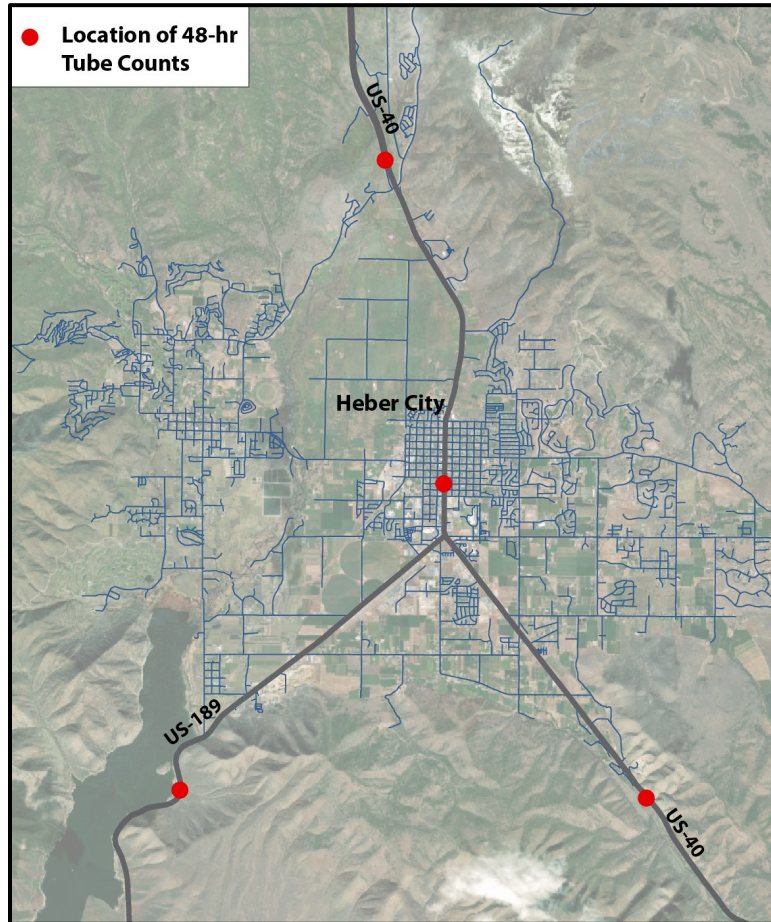 Location of 48-hr
Tube Counts
US-40
Heber City
US-189
US-40